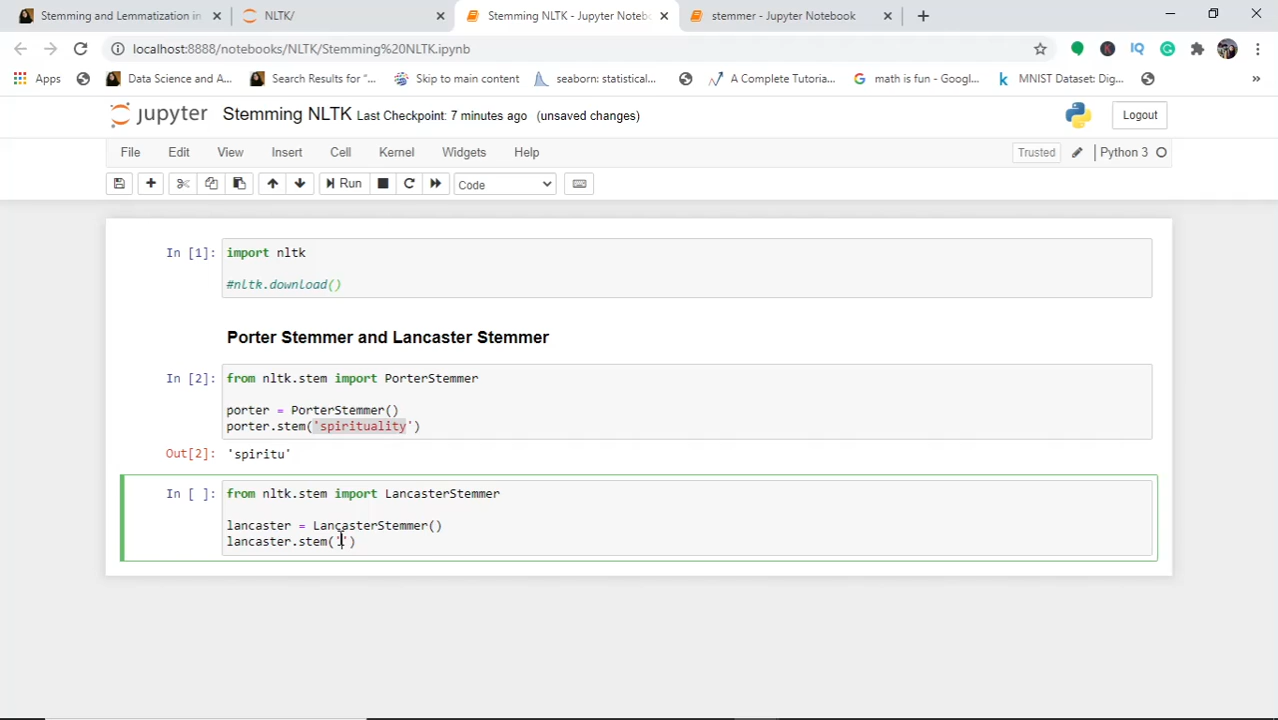 Stemming and Lemmatization in
NLTK/
Stemming NLTK - Jupyter Notebo
stemmer - Jupyter Notebook
localhost:8888/notebooks/NLTK/Stemming%20NLTK.ipynb
Apps
Data Science and A...
Search Results for “...
Skip to main content
seaborn: statistical...
A Complete Tutoria...
math is fun - Googl...
MNIST Dataset: Dig...
jupyter Stemming NLTK Last Checkpoint: 7 minutes ago (unsaved changes)
Logout
File Edit View Insert Cell Kernel Widgets Help
Trusted Python 3
Run Code
In [1]: import nltk
#nltk.download()
Porter Stemmer and Lancaster Stemmer
In [2]: from nltk.stem import PorterStemmer
porter = PorterStemmer()
porter.stem('spirituality')
Out[2]: 'spiritu'
In [ ]: from nltk.stem import LancasterStemmer
lancaster = LancasterStemmer()
lancaster.stem('')